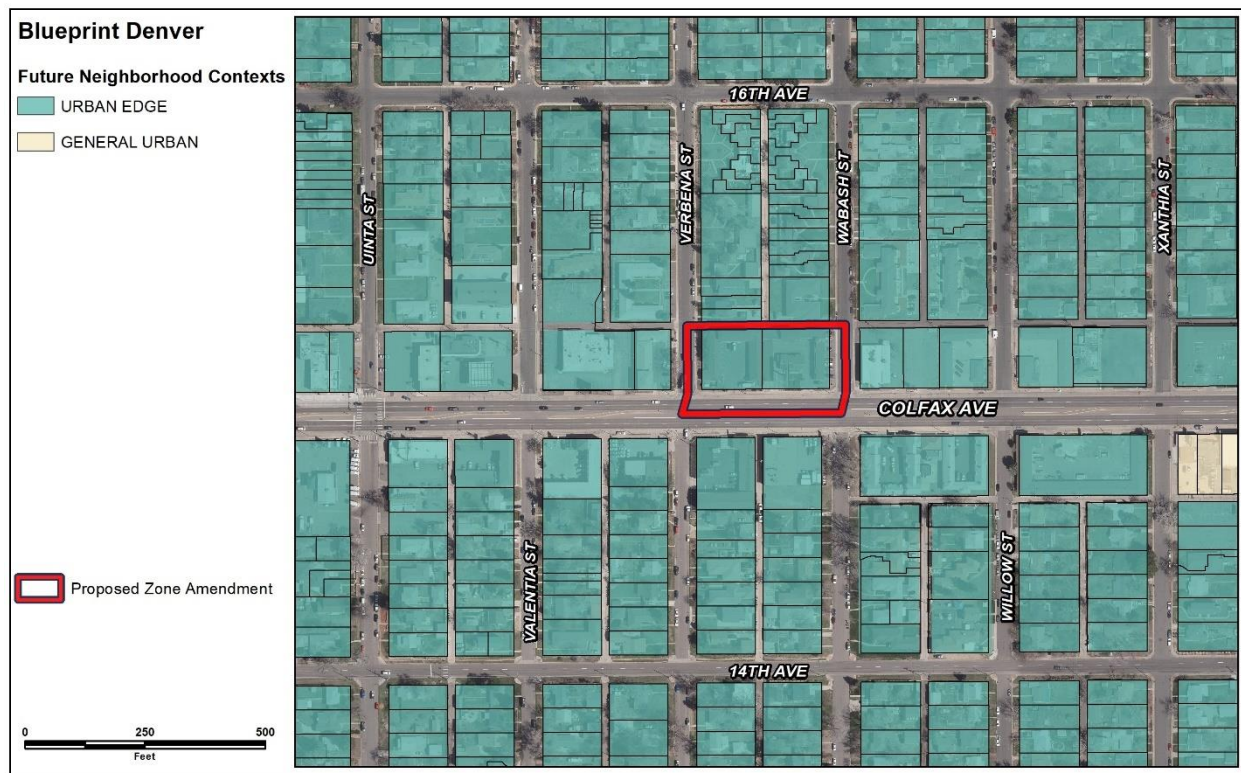 Blueprint Denver
Future Neighborhood Contexts
URBAN EDGE
GENERAL URBAN
Proposed Zone Amendment
0 250 500
Feet
16TH AVE
UINTA ST
VERBENA ST
WABASH ST
XANTHIA ST
COLFAX AVE
VALENTIA ST
WILLOW ST
14TH AVE